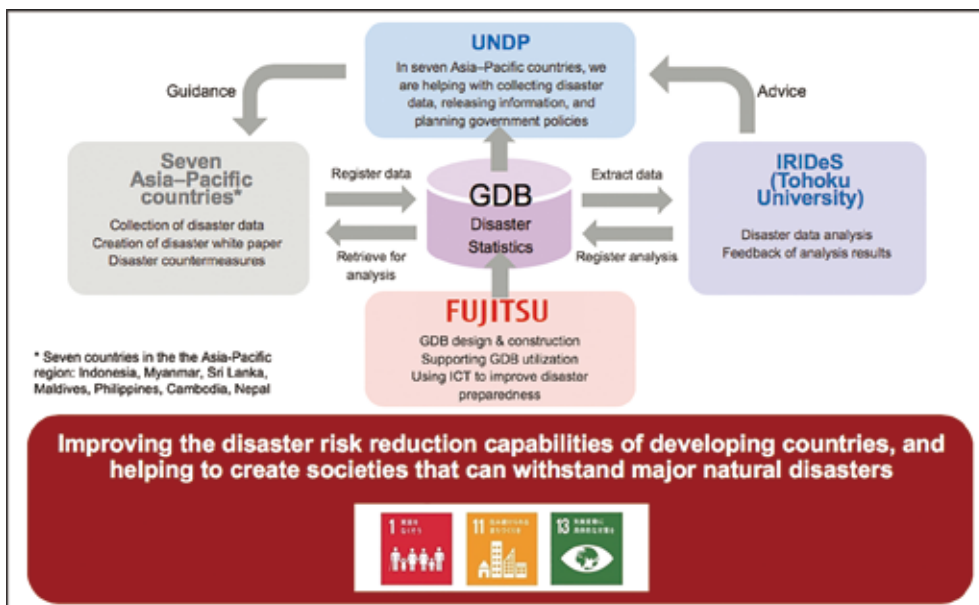 UNDP
In seven Asia–Pacific countries, we
are helping with collecting disaster
data, releasing information, and
planning government policies
Guidance
Advice
Seven
Asia–Pacific
countries*
Collection of disaster data
Creation of disaster white paper
Disaster countermeasures
Register data
Retrieve for
analysis
GDB
Disaster
Statistics
Extract data
Register analysis
IRIDeS
(Tohoku
University)
Disaster data analysis
Feedback of analysis results
FUJITSU
GDB design & construction
Supporting GDB utilization
Using ICT to improve disaster
preparedness
* Seven countries in the the Asia-Pacific
region: Indonesia, Myanmar, Sri Lanka,
Maldives, Philippines, Cambodia, Nepal
Improving the disaster risk reduction capabilities of developing countries, and
helping to create societies that can withstand major natural disasters
1
11
13